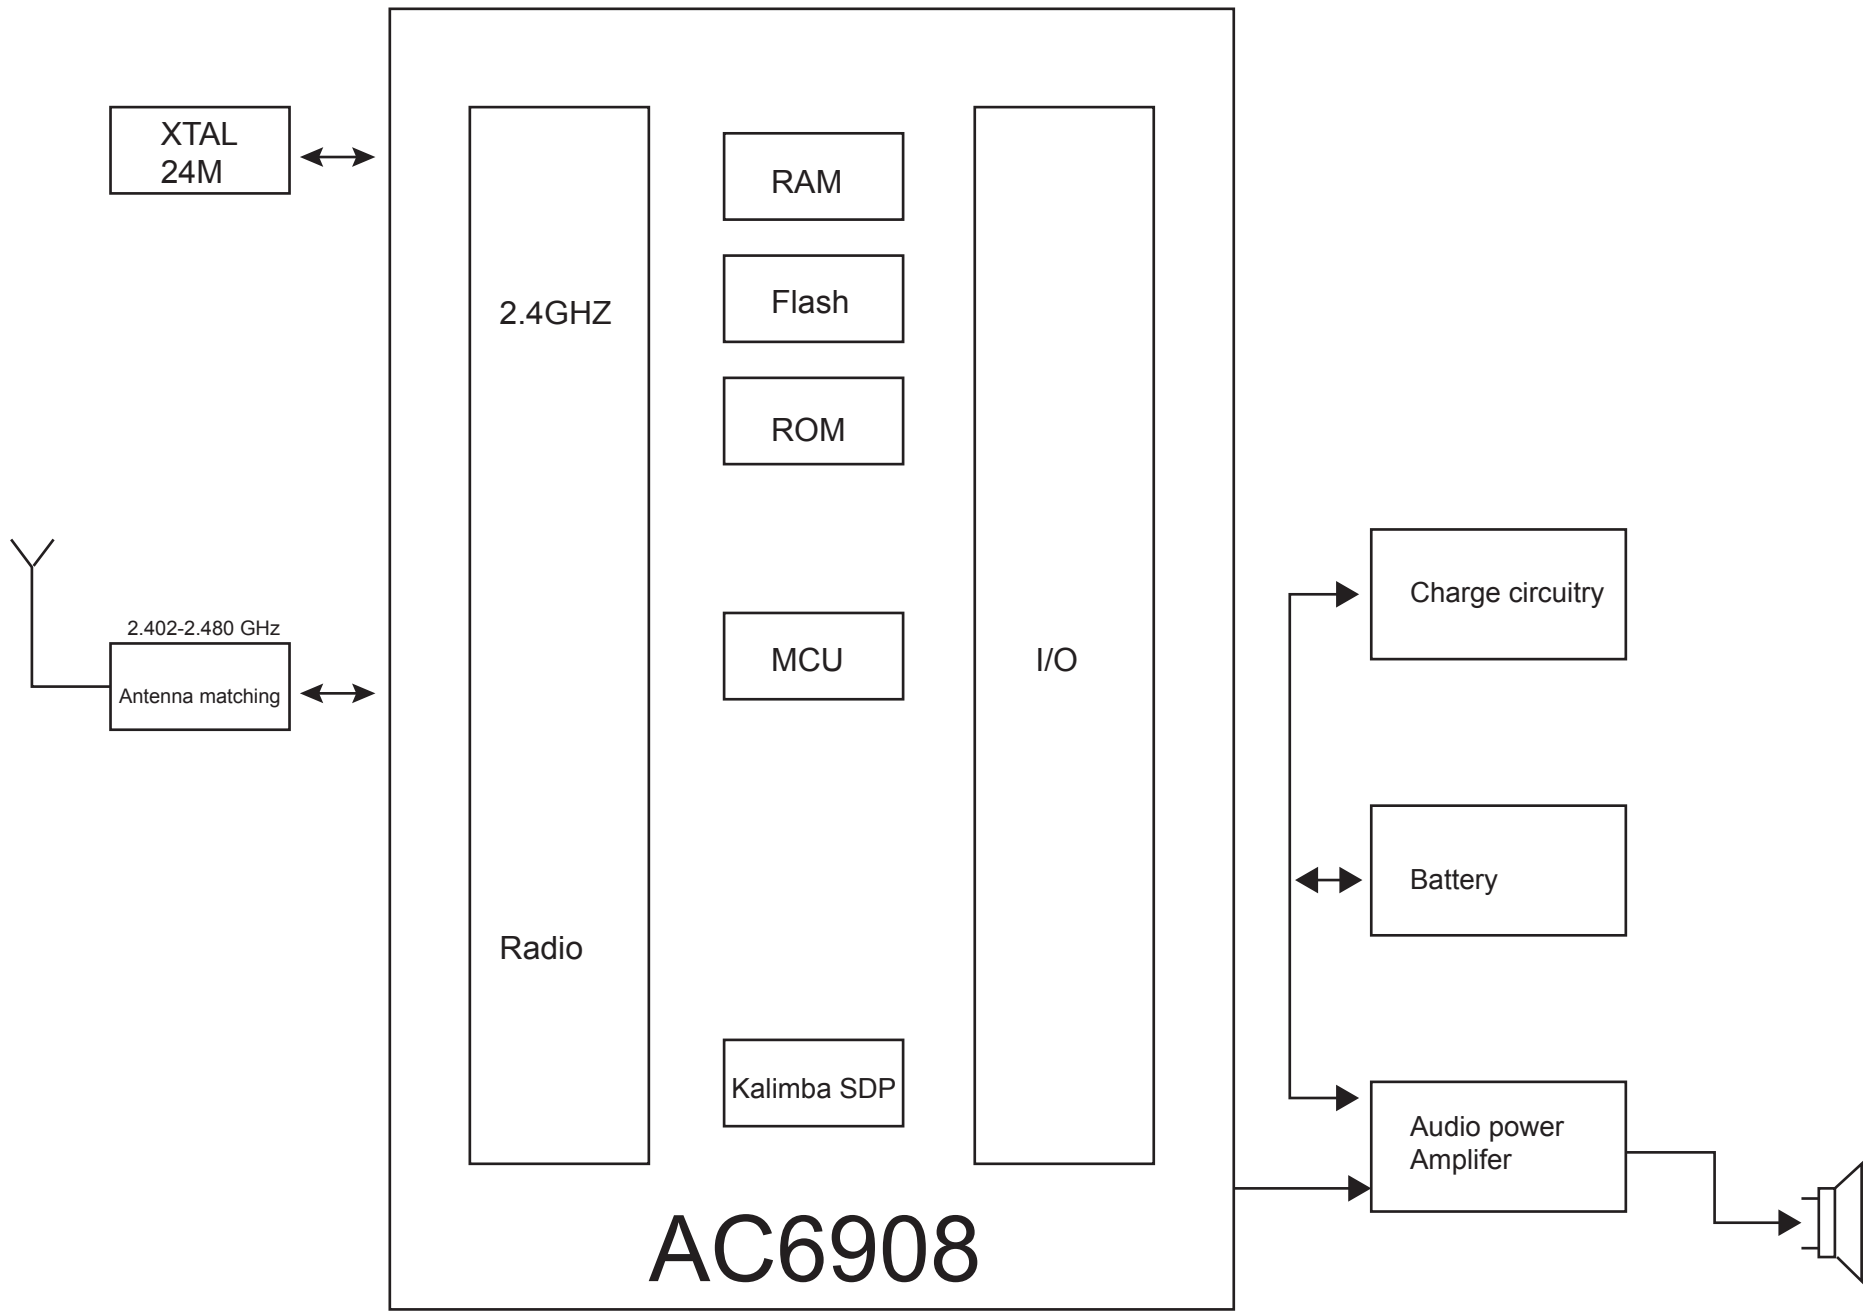 XTAL
24M
2.402-2.480 GHz
Antenna matching
2.4GHZ
Radio
RAM
Flash
ROM
MCU
Kalimba SDP
I/O
AC6908
Charge circuitry
Battery
Audio power
Amplifer